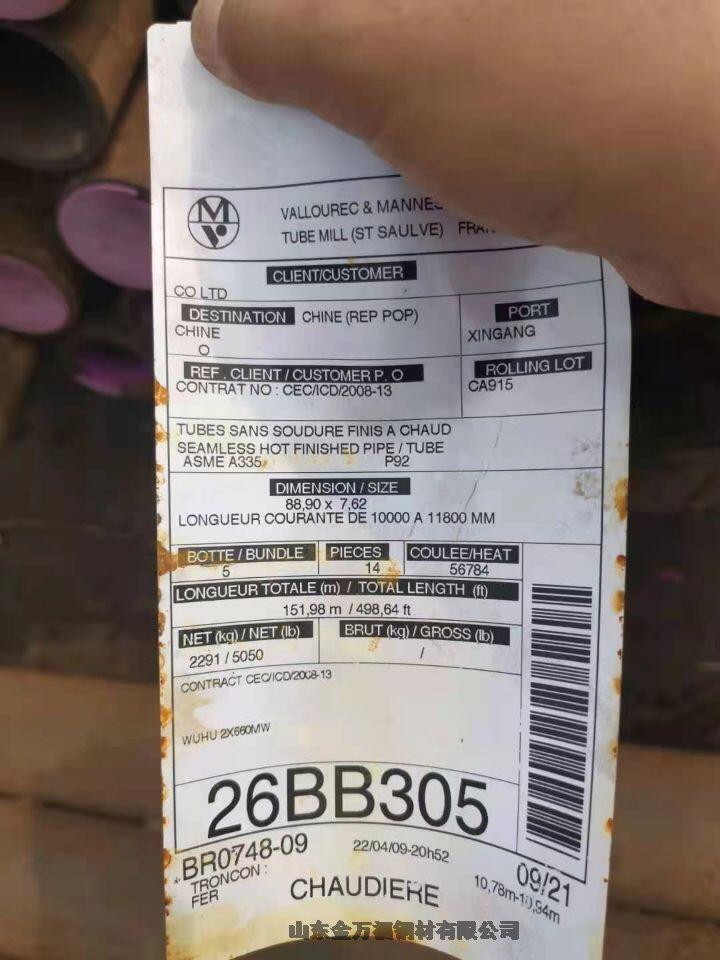 VALLOUREC & MANNES
TUBE MILL (ST SAULVE) FRAN
CLIENT/CUSTOMER
CO LTD
DESTINATION CHINE (REP POP)
CHINE
O
PORT
XINGANG
REF . CLIENT / CUSTOMER P. O
CONTRAT NO : CEC/ICD/2008-13
ROLLING LOT
CA915
TUBES SANS SOUDURE FINIS A CHAUD
SEAMLESS HOT FINISHED PIPE / TUBE
ASME A335 P92
DIMENSION / SIZE
88,90 x 7,62
LONGUEUR COURANTE DE 10000 A 11800 MM
BOTTE / BUNDLE PIECES COULEE/HEAT
5 14 56784
LONGUEUR TOTALE (m) / TOTAL LENGTH (ft)
151,98 m / 498,64 ft
NET (kg) / NET (lb) BRUT (kg) / GROSS (lb)
2291 / 5050 /
CONTRACT CEC/ICD/2008-13
WUHU 2X660MW
26BB305
BR0748-09 22/04/09-20h52 09/21
TRONCON :
FER
CHAUDIERE 10,78m-10,94m
山东金万 钢材有限公司